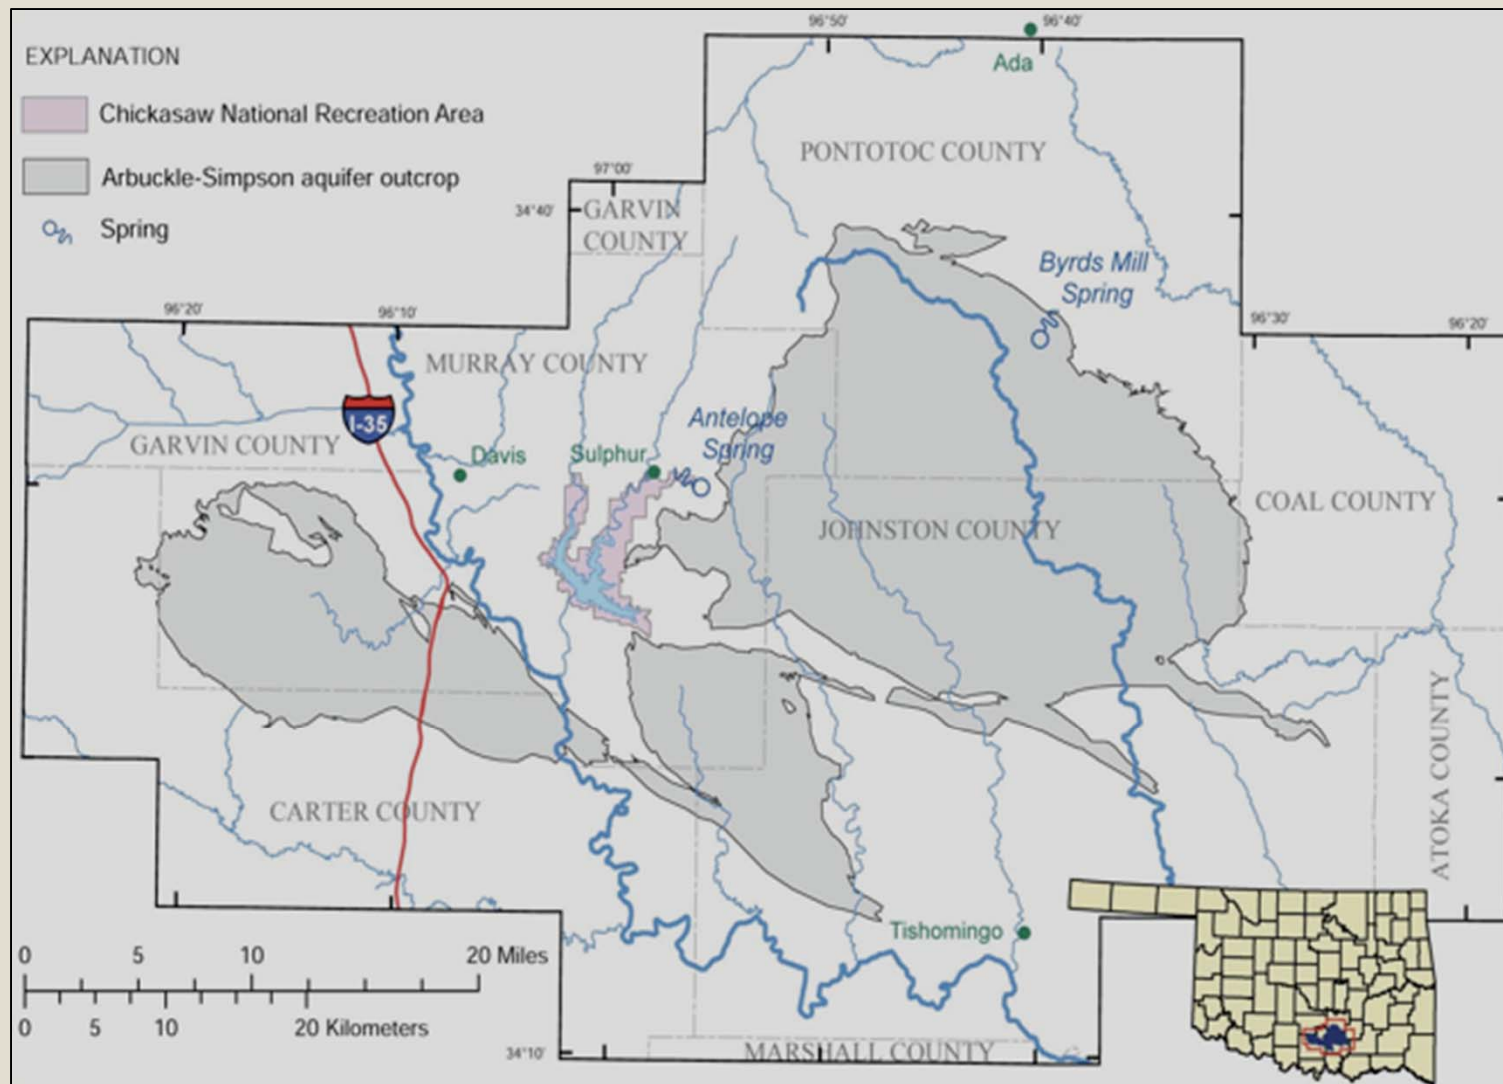 EXPLANATION
Chickasaw National Recreation Area
Arbuckle-Simpson aquifer outcrop
Spring
96°50'
96°40'
Ada
PONTOTOC COUNTY
97°00'
34°40'
GARVIN
COUNTY
Byrds Mill
Spring
96°20'
96°10'
96°30'
96°20'
MURRAY COUNTY
I-35
GARVIN COUNTY
Davis
Sulphur
Antelope
Spring
JOHNSTON COUNTY
COAL COUNTY
ATOKA COUNTY
CARTER COUNTY
Tishomingo
0 5 10 20 Miles
0 5 10 20 Kilometers
34°10'
MARSHALL COUNTY